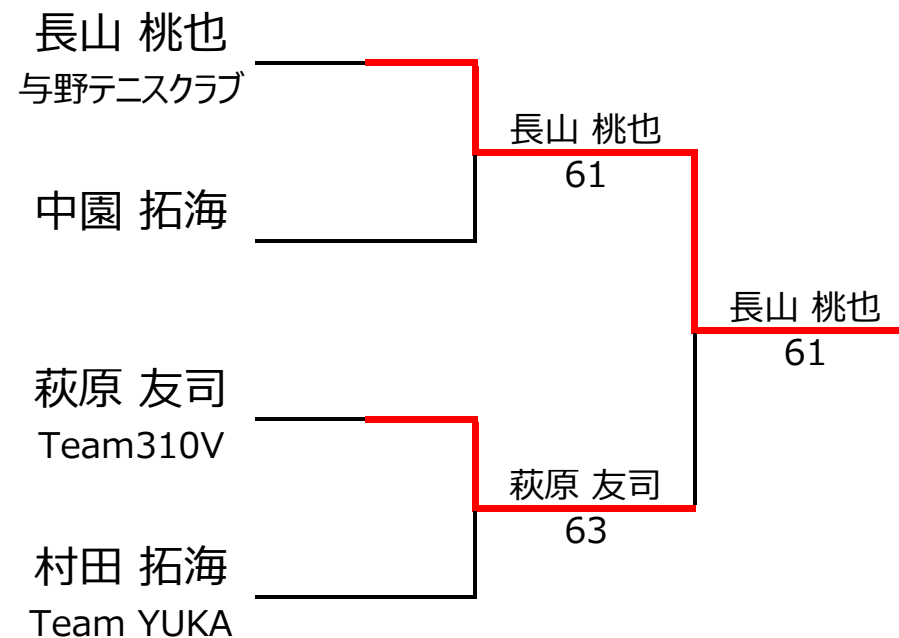 長山 桃也
与野テニスクラブ
長山 桃也
61
中園 拓海
長山 桃也
61
萩原 友司
Team310V
萩原 友司
63
村田 拓海
Team YUKA